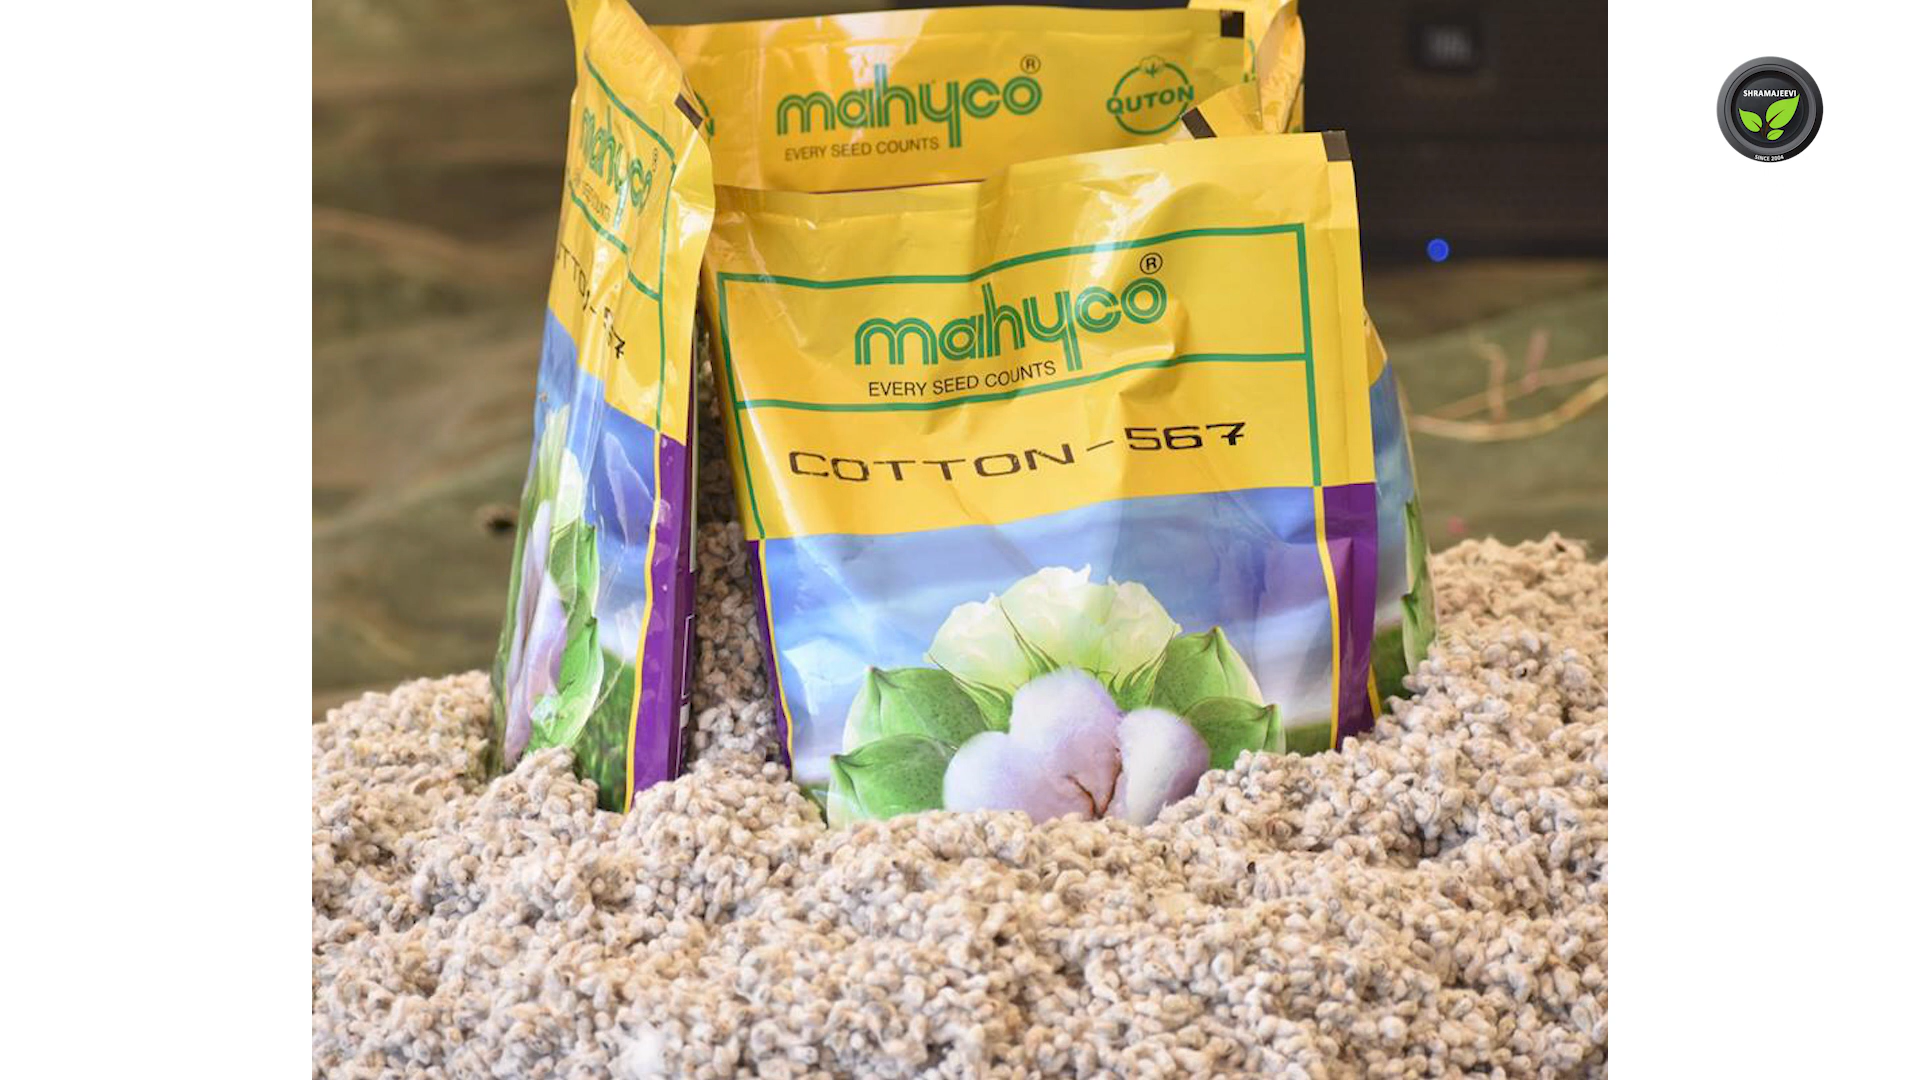 mahyco®
EVERY SEED COUNTS
QUTON
mahyco
mahyco®
EVERY SEED COUNTS
COTTON-567
SHRAMAJEEVI
SINCE 2004